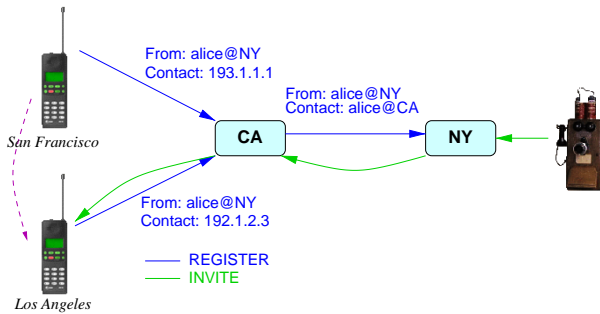 From: alice@NY
Contact: 193.1.1.1
San Francisco
From: alice@NY
Contact: alice@CA
CA
NY
From: alice@NY
Contact: 192.1.2.3
Los Angeles
REGISTER
INVITE